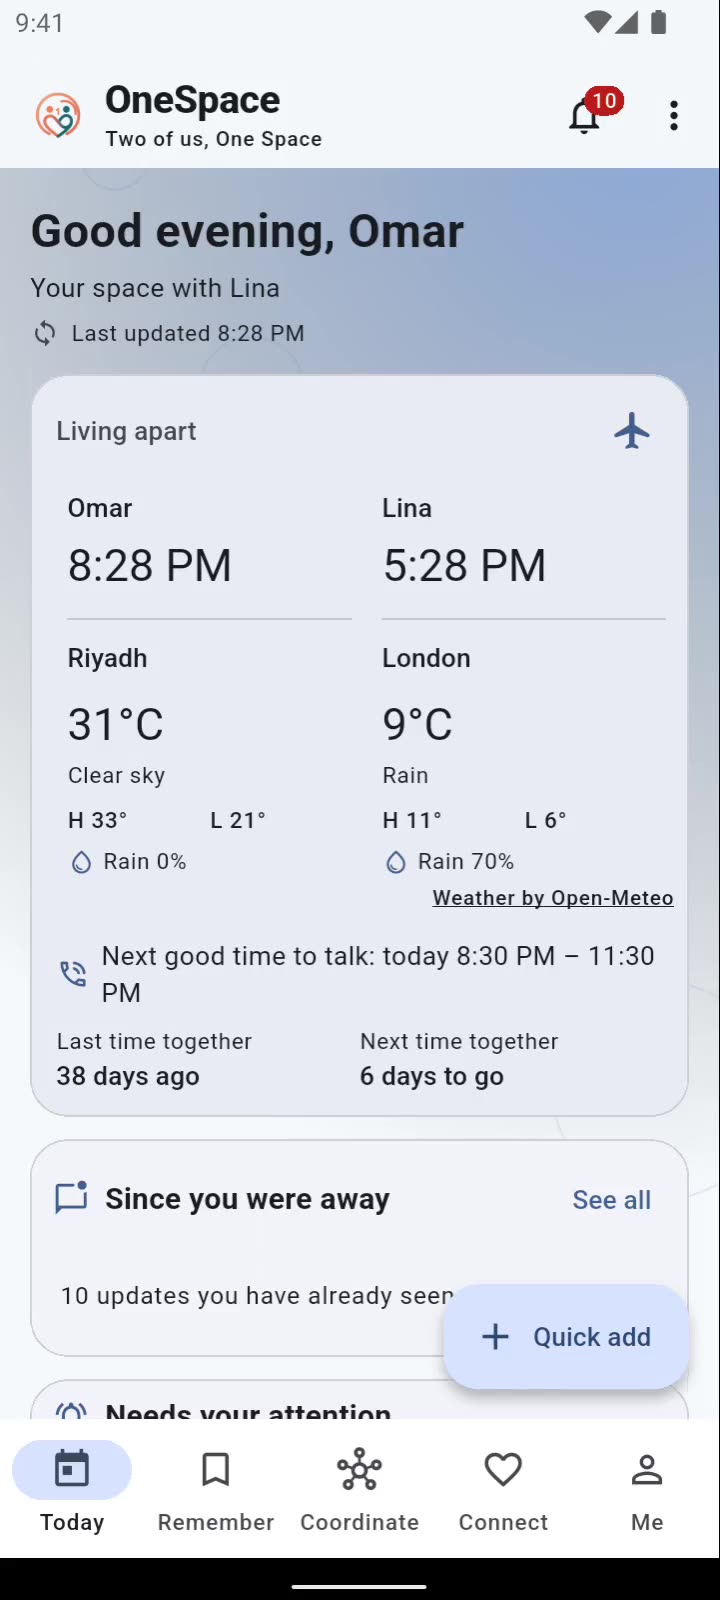 9:41
OneSpace
10
Two of us, One Space
Good evening, Omar
Your space with Lina
Last updated 8:28 PM
Living apart
Omar
Lina
8:28 PM
5:28 PM
Riyadh
London
31°C
9°C
Clear sky
Rain
H 33°
L 21°
H 11°
L 6°
Rain 0%
Rain 70%
Weather by Open-Meteo
Next good time to talk: today 8:30 PM – 11:30
PM
Last time together
Next time together
38 days ago
6 days to go
Since you were away
See all
10 updates you have already seen
Quick add
Needs your attention
Today
Remember
Coordinate
Connect
Me